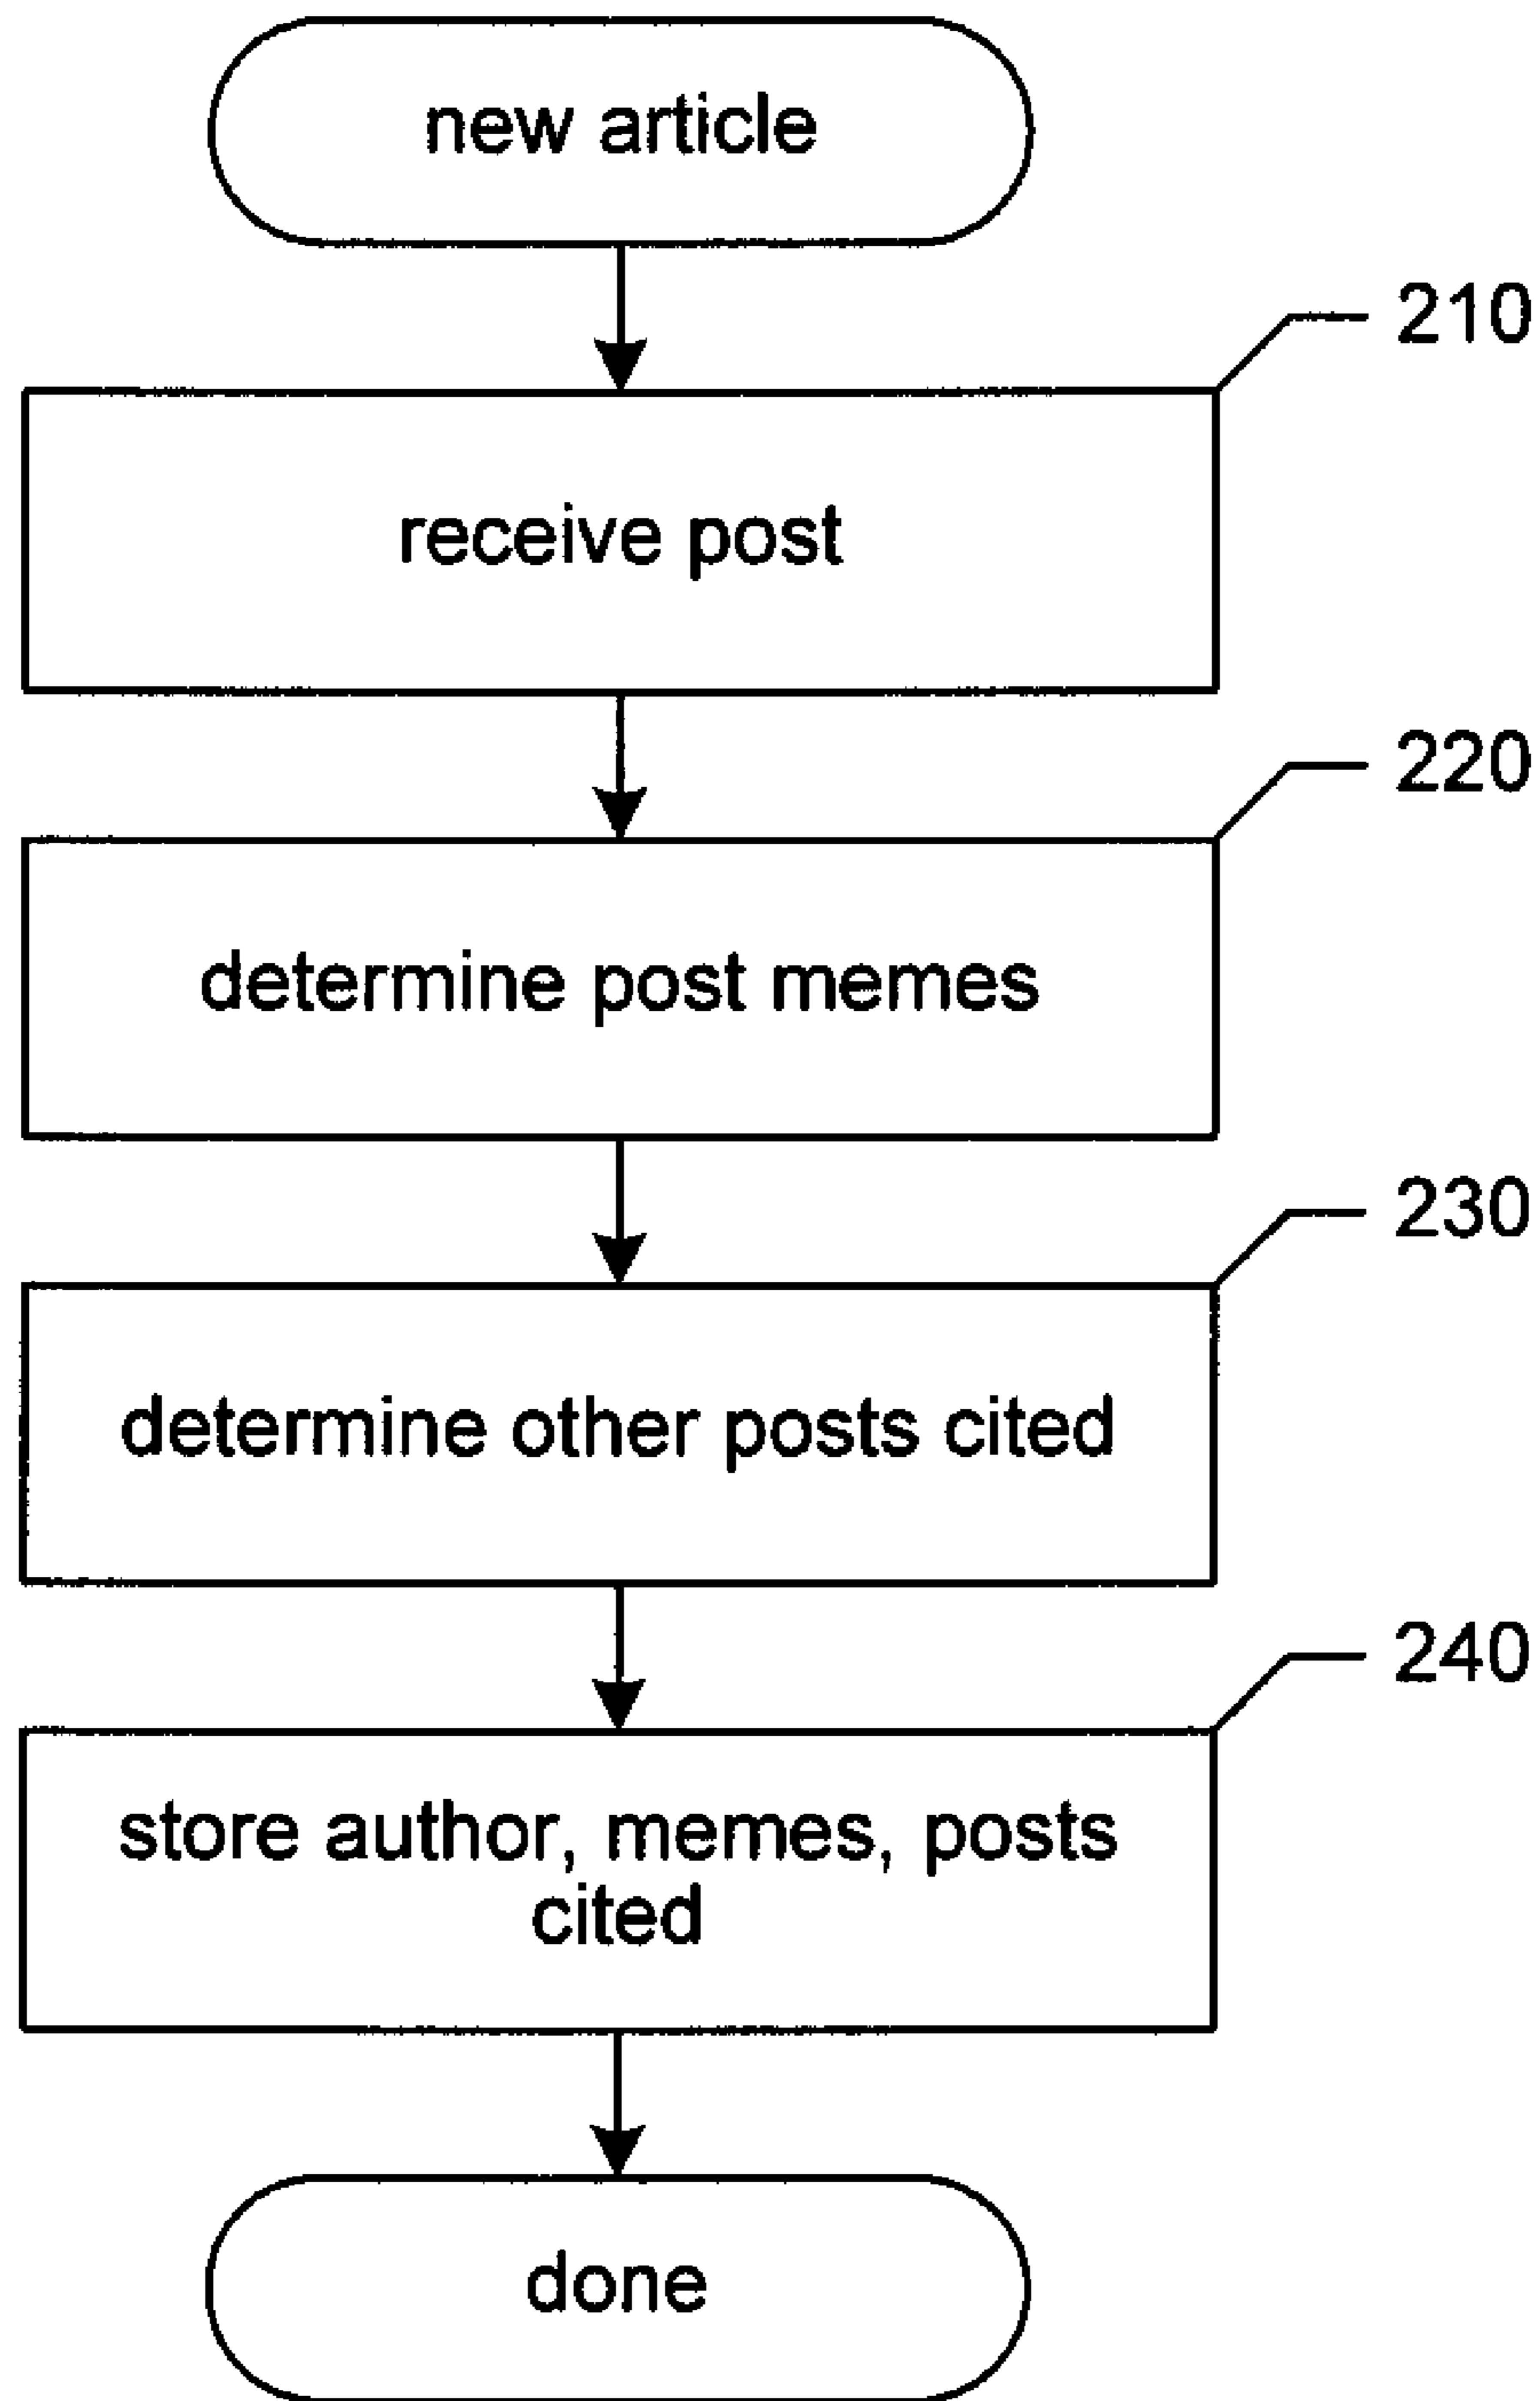 new article
210
receive post
220
determine post memes
230
determine other posts cited
240
store author, memes, posts
cited
done